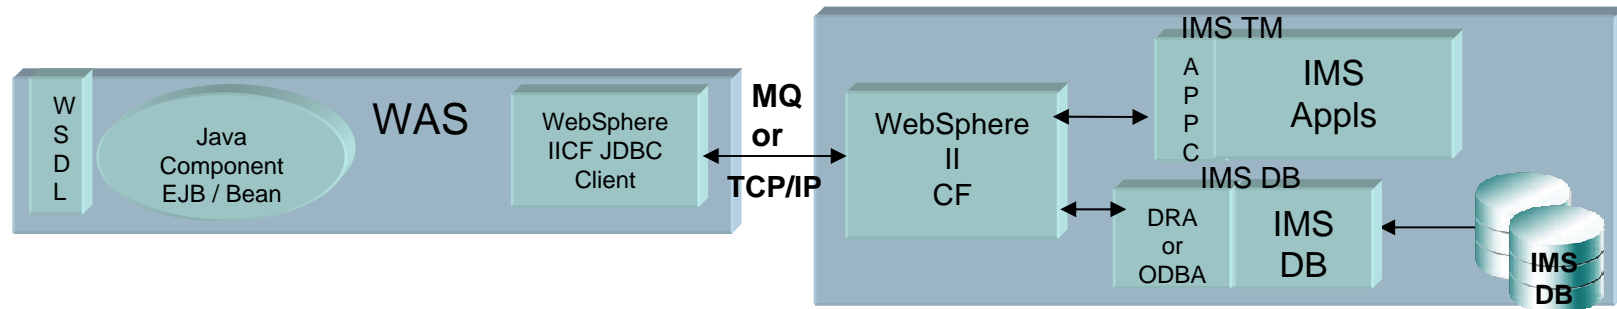 W
S
D
L
Java
Component
EJB / Bean
WAS
WebSphere
IICF JDBC
Client
MQ
or
TCP/IP
WebSphere
II
CF
IMS TM
A
P
P
C
IMS
Appls
IMS DB
DRA
or
ODBA
IMS
DB
IMS
DB